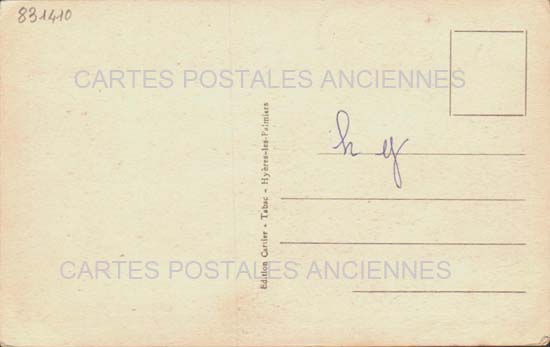 831410
CARTES POSTALES ANCIENNES
h y
Edition Cartier - Tabac - Hyères-les-Palmiers
CARTES POSTALES ANCIENNES